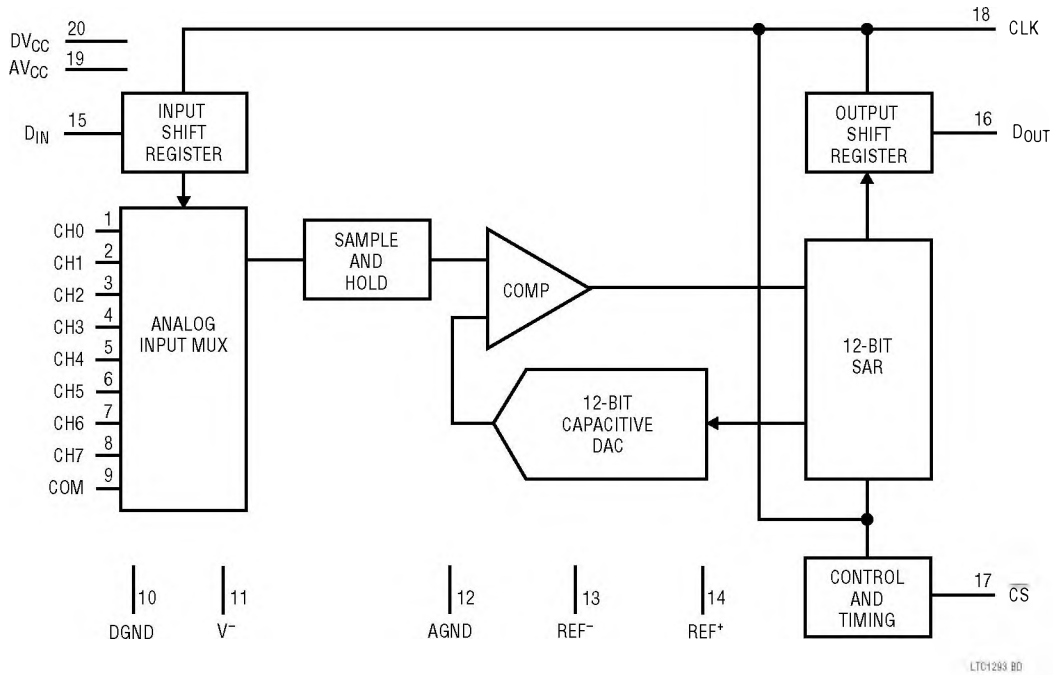 20
DVCC
19
AVCC
18
CLK
INPUT
SHIFT
REGISTER
15
DIN
OUTPUT
SHIFT
REGISTER
16
DOUT
CH0 1
CH1 2
CH2 3
CH3 4
CH4 5
CH5 6
CH6 7
CH7 8
COM 9
ANALOG
INPUT MUX
SAMPLE
AND
HOLD
COMP
12-BIT
CAPACITIVE
DAC
12-BIT
SAR
CONTROL
AND
TIMING
17
C̅S̅
10
DGND
11
V–
12
AGND
13
REF–
14
REF+
LTC1293 BD